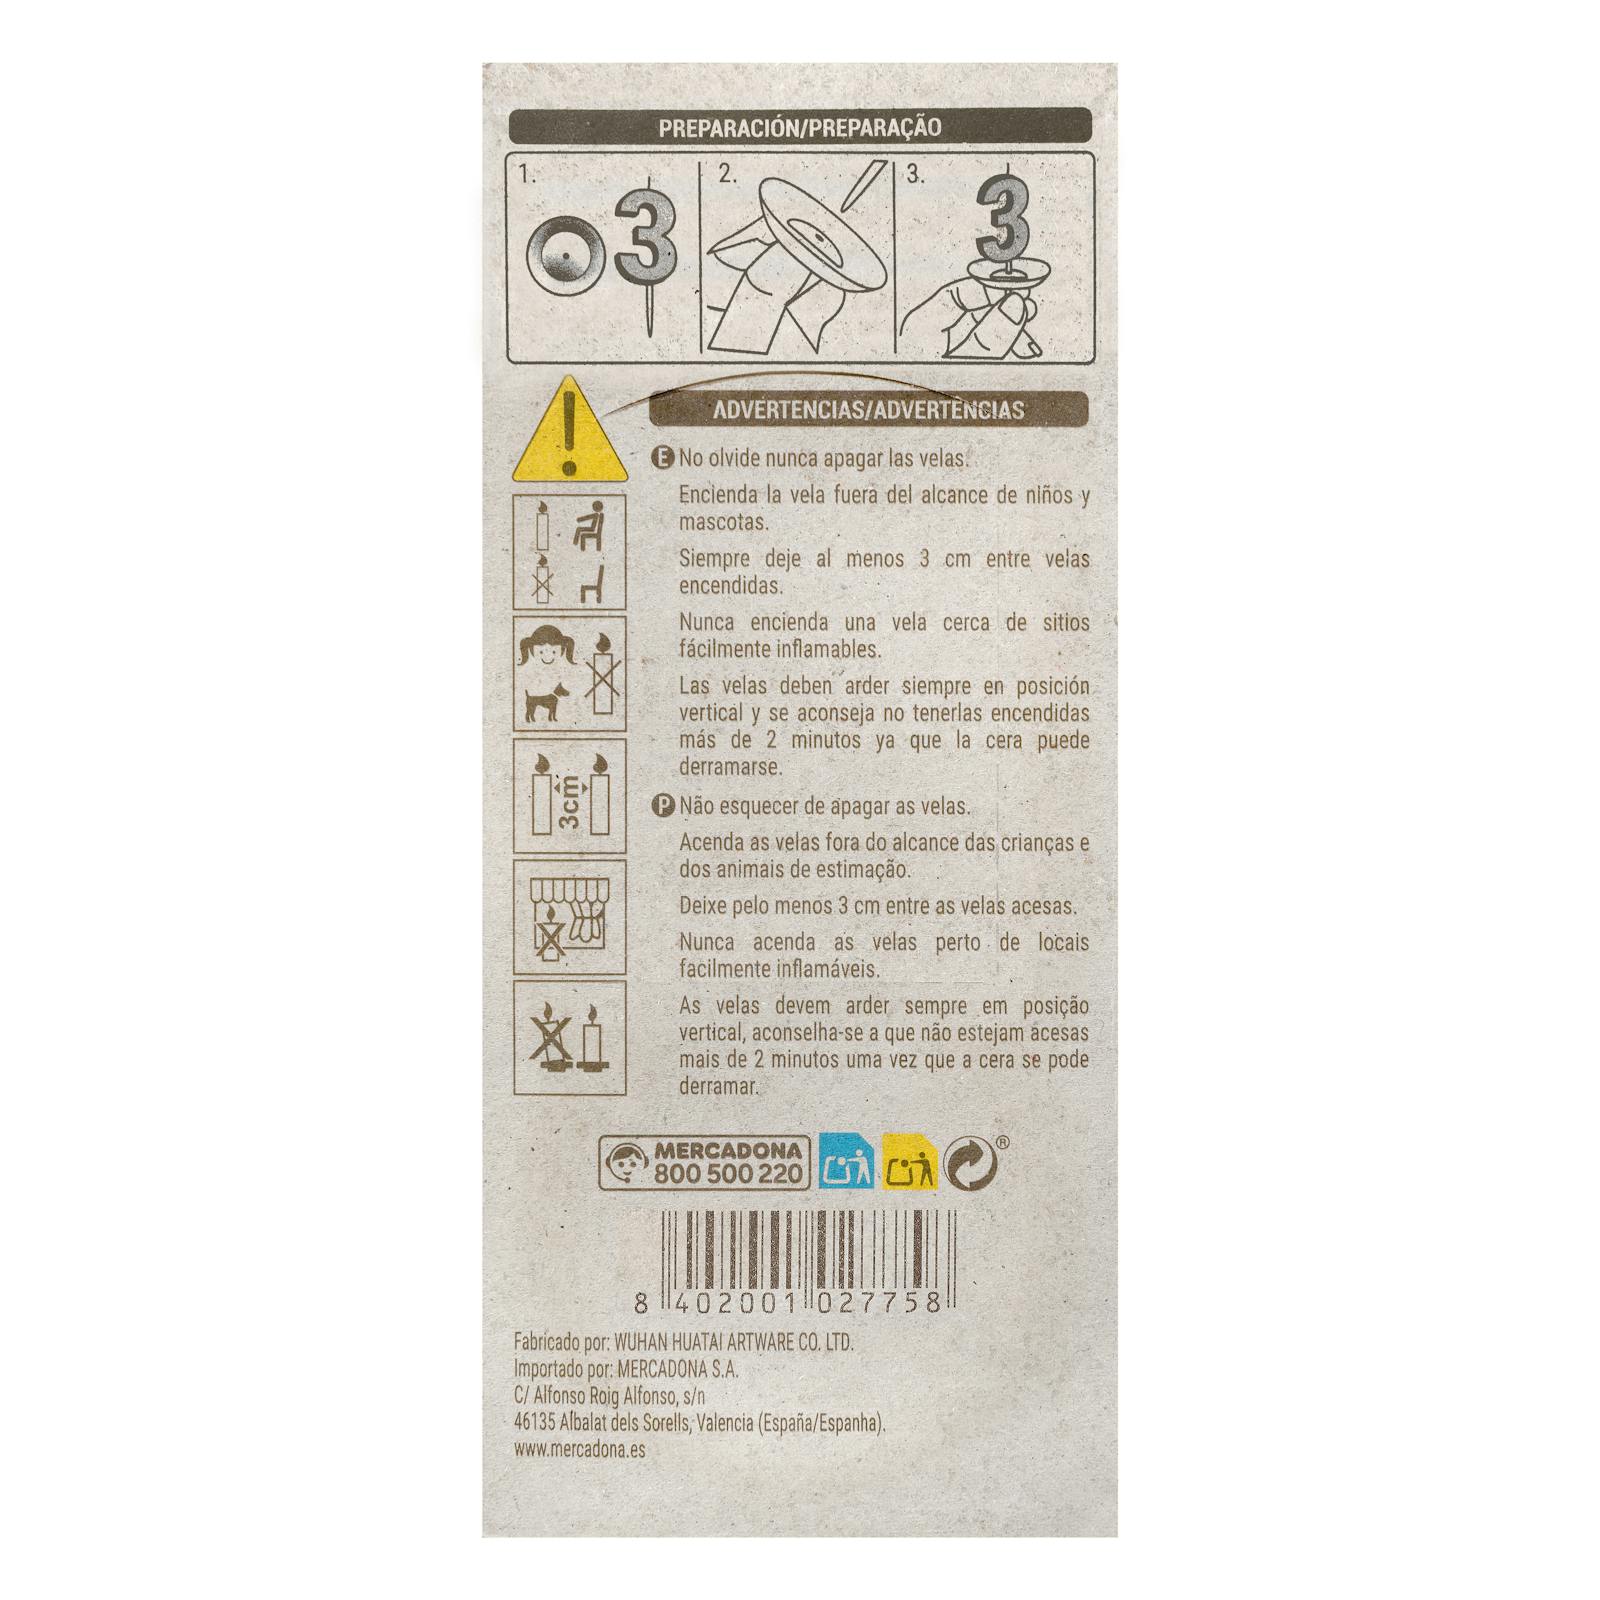 PREPARACIÓN/PREPARAÇÃO
1.
3
2.
3.
3
ADVERTENCIAS/ADVERTÊNCIAS
E No olvide nunca apagar las velas.
Encienda la vela fuera del alcance de niños y
mascotas.
Siempre deje al menos 3 cm entre velas
encendidas.
Nunca encienda una vela cerca de sitios
fácilmente inflamables.
Las velas deben arder siempre en posición
vertical y se aconseja no tenerlas encendidas
más de 2 minutos ya que la cera puede
derramarse.
3cm
P Não esquecer de apagar as velas.
Acenda as velas fora do alcance das crianças e
dos animais de estimação.
Deixe pelo menos 3 cm entre as velas acesas.
Nunca acenda as velas perto de locais
facilmente inflamáveis.
As velas devem arder sempre em posição
vertical, aconselha-se a que não estejam acesas
mais de 2 minutos uma vez que a cera se pode
derramar.
MERCADONA
800 500 220
®
8 402001 027758
Fabricado por: WUHAN HUATAI ARTWARE CO. LTD.
Importado por: MERCADONA S.A.
C/ Alfonso Roig Alfonso, s/n
46135 Albalat dels Sorells, Valencia (España/Espanha).
www.mercadona.es